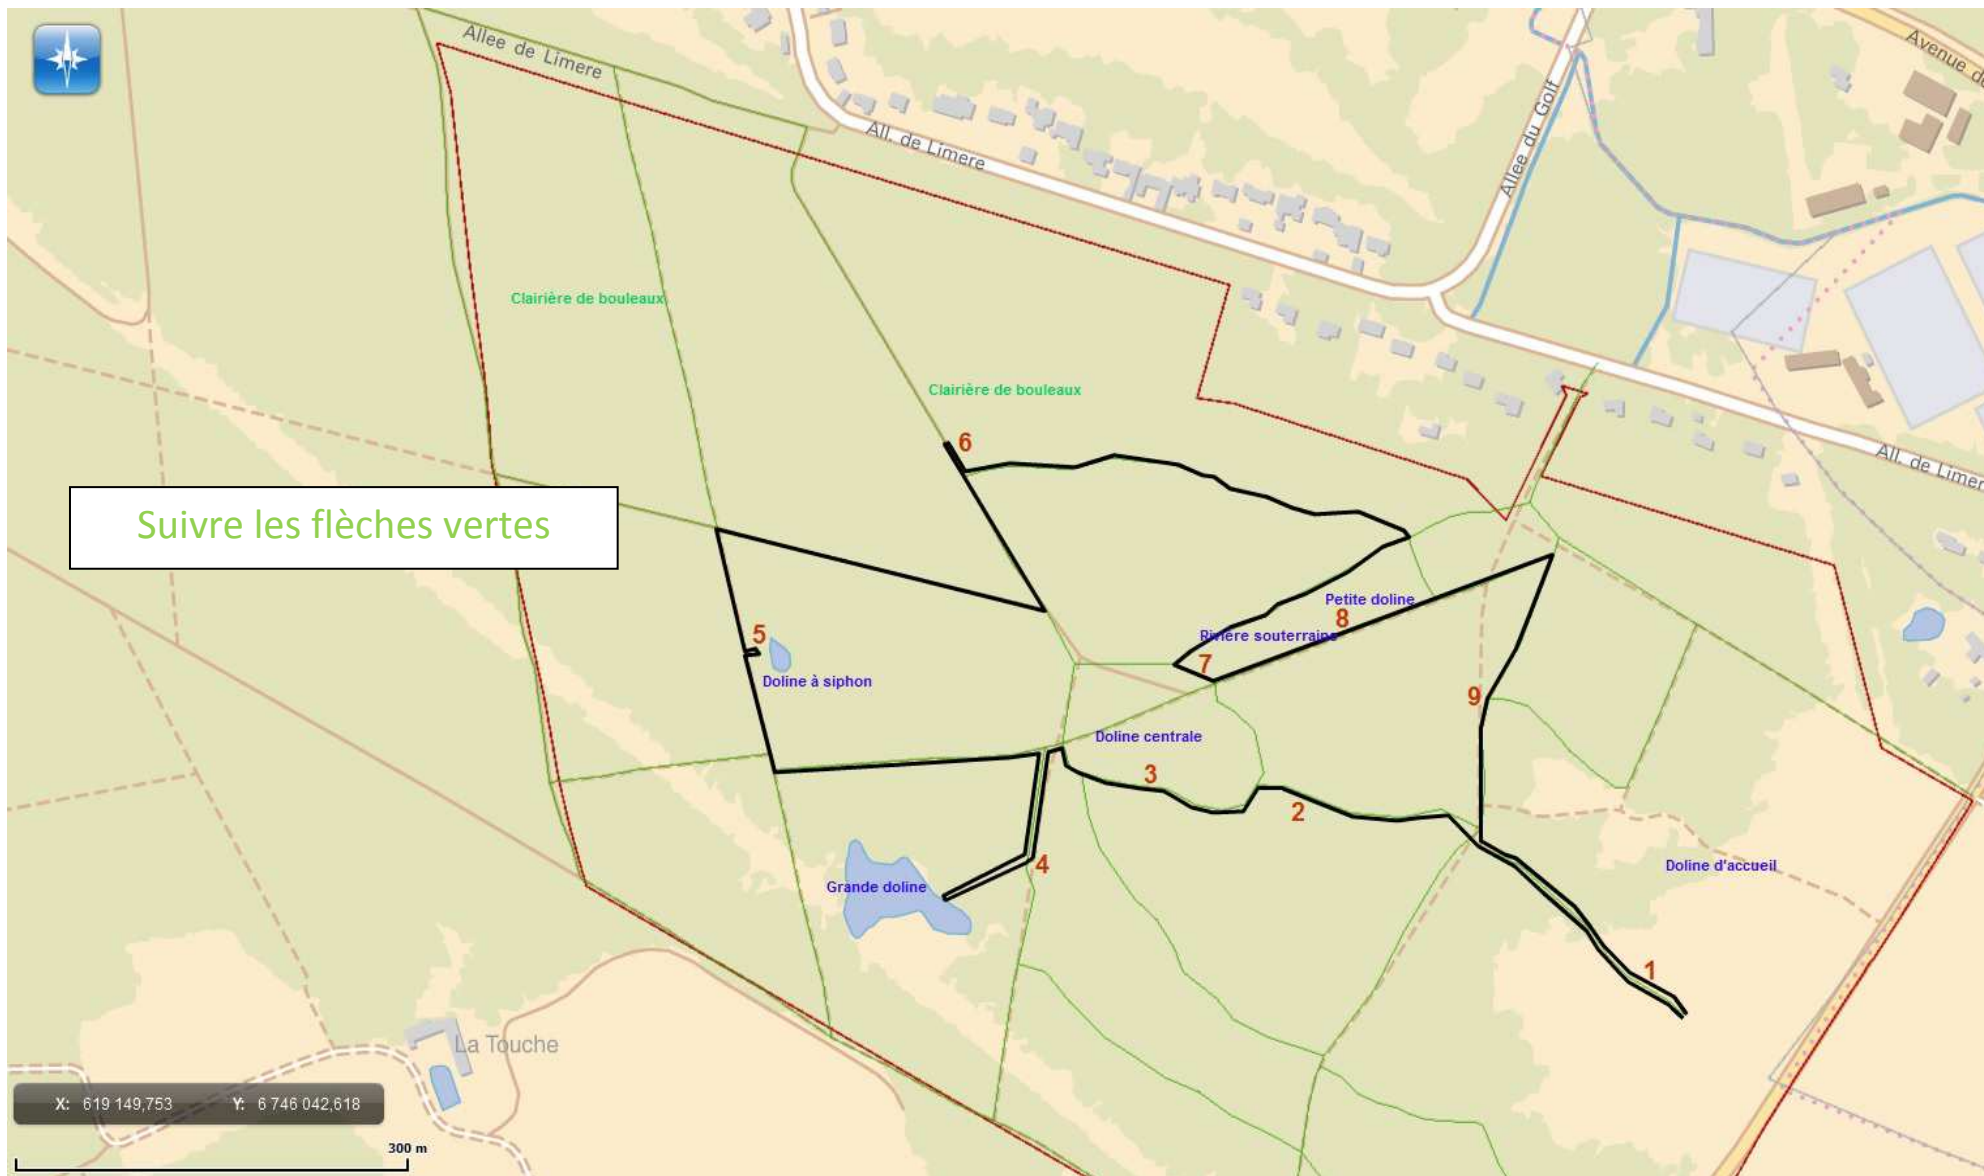 Allee de Limere
All. de Limere
Allee du Golf
Avenue de
Clairière de bouleaux
Clairière de bouleaux
6
All. de Limer
Suivre les flèches vertes
Petite doline
8
Rivière souterraine
5
7
Doline à siphon
9
Doline centrale
3
2
4
Doline d'accueil
Grande doline
1
La Touche
X: 619 149,753 Y: 6 746 042,618
300 m